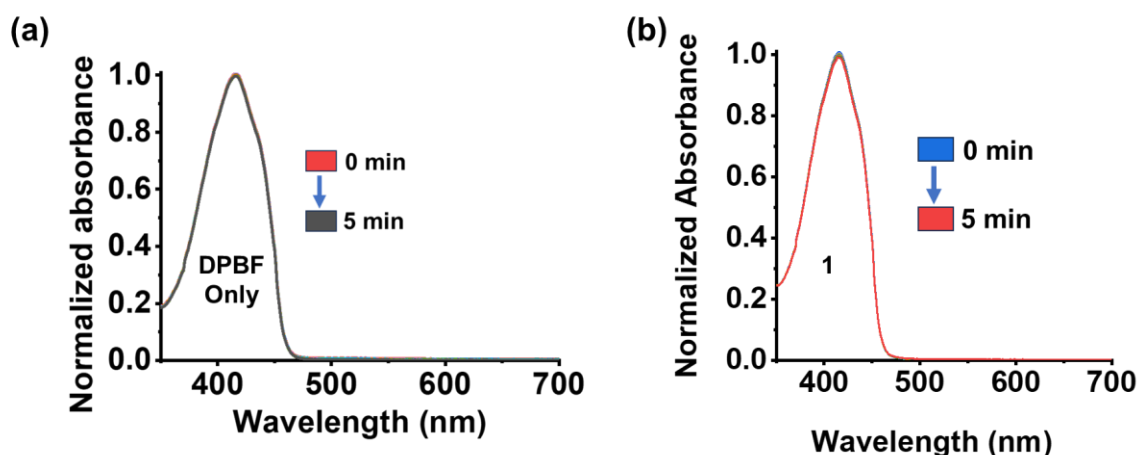 (a)
Normalized absorbance
1.0
0.8
0.6
0.4
0.2
0.0
0 min
5 min
DPBF
Only
400
500
600
700
Wavelength (nm)
(b)
Normalized Absorbance
1.0
0.8
0.6
0.4
0.2
0.0
0 min
5 min
1
400
500
600
700
Wavelength (nm)